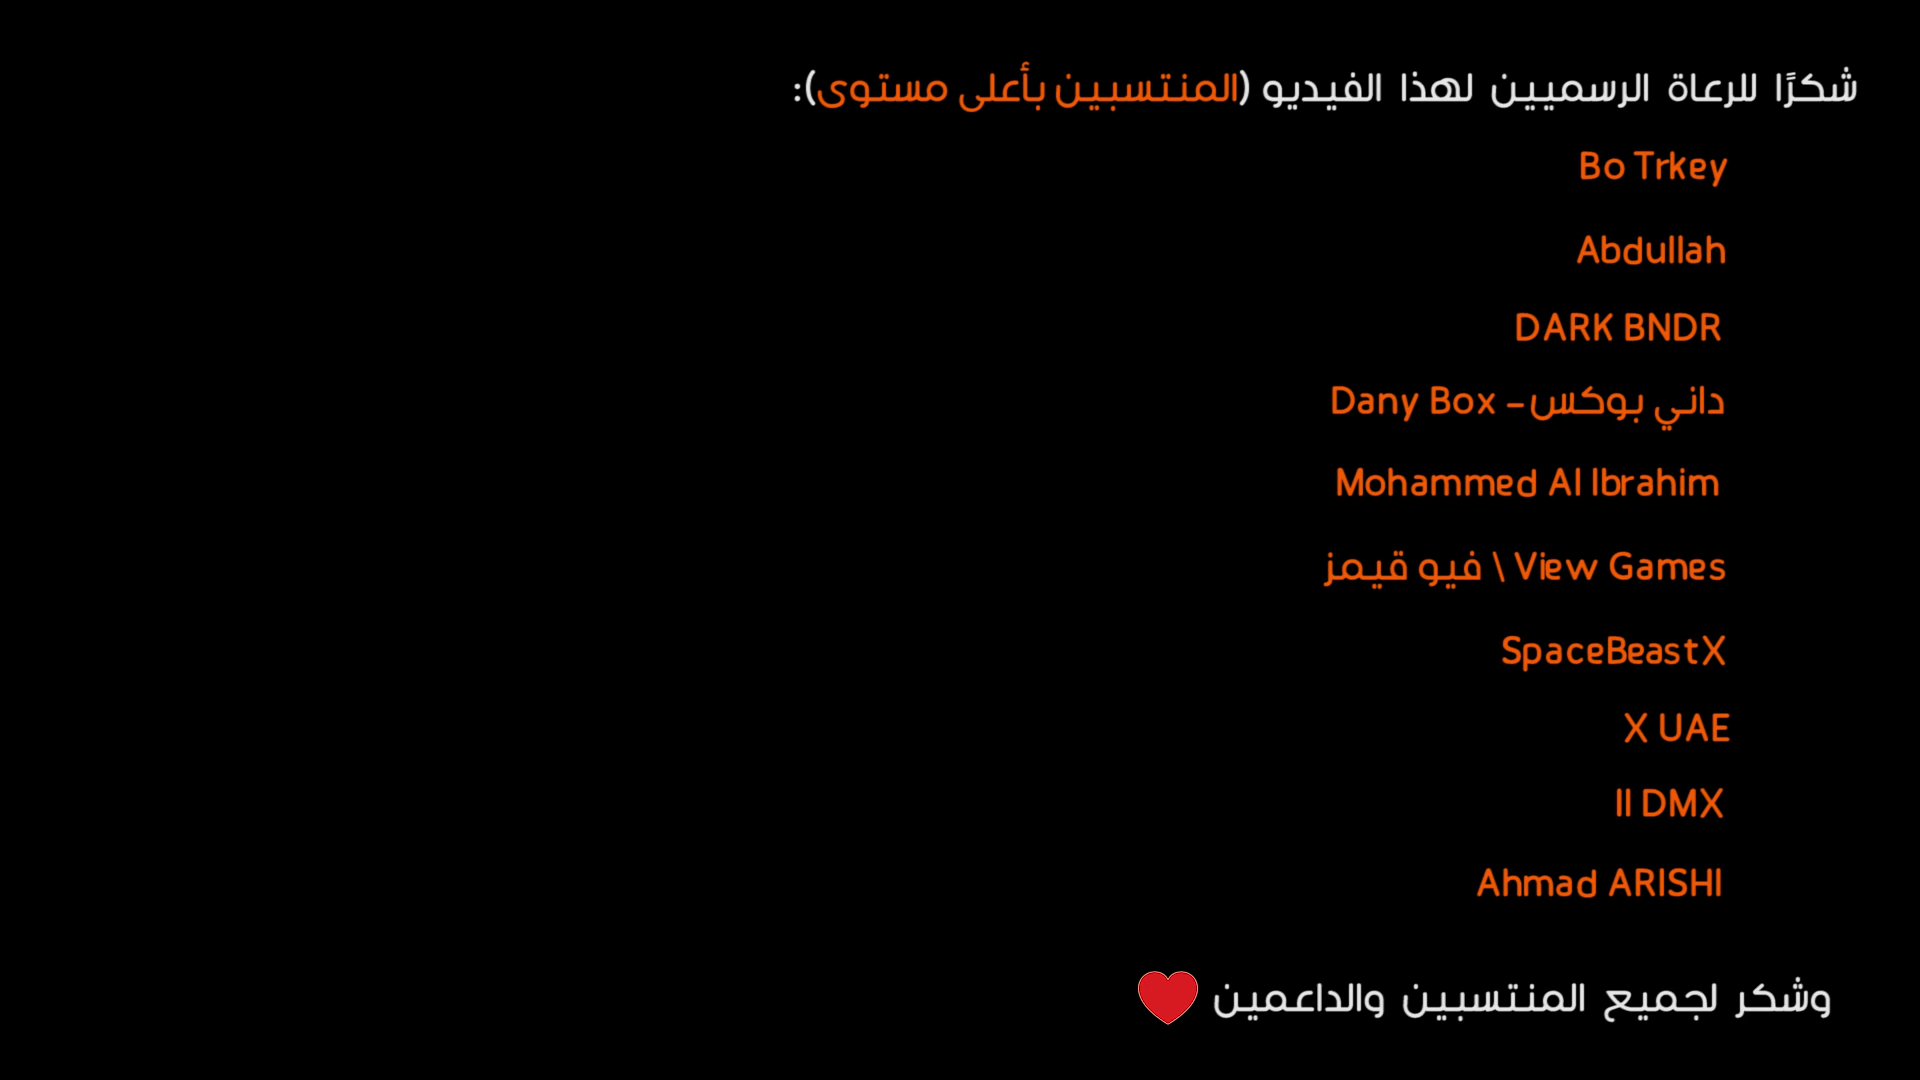 شكرًا للرعاة الرسميين لهذا الفيديو (المنتسبين بأعلى مستوى):
Bo Trkey
Abdullah
DARK BNDR
داني بوكس - Dany Box
Mohammed Al Ibrahim
View Games \ فيو قيمز
SpaceBeastX
X UAE
II DMX
Ahmad ARISHI
وشكر لجميع المنتسبين والداعمين ❤️